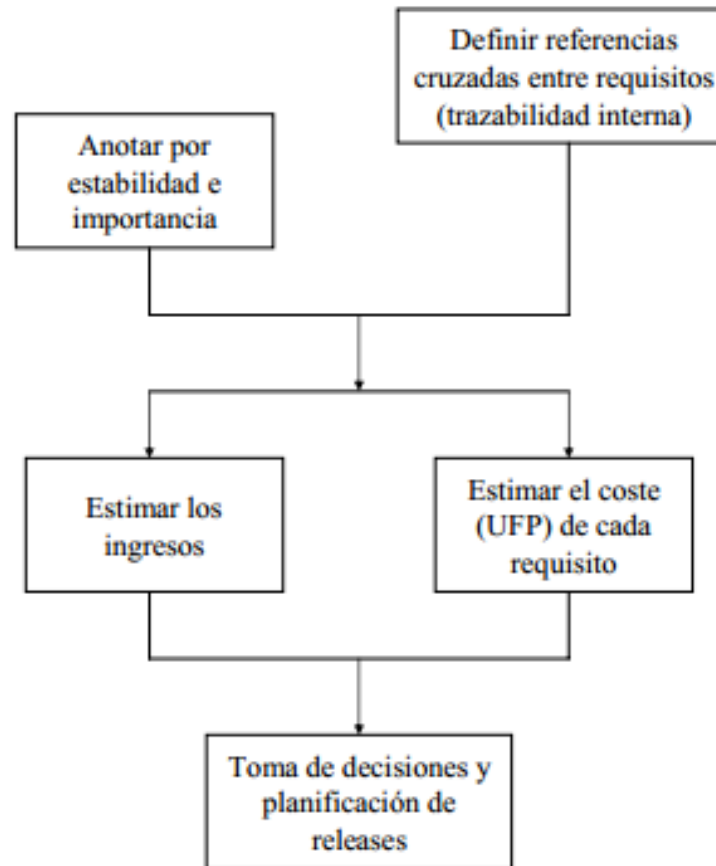 Definir referencias
cruzadas entre requisitos
(trazabilidad interna)
Anotar por
estabilidad e
importancia
Estimar los
ingresos
Estimar el coste
(UFP) de cada
requisito
Toma de decisiones y
planificación de
releases